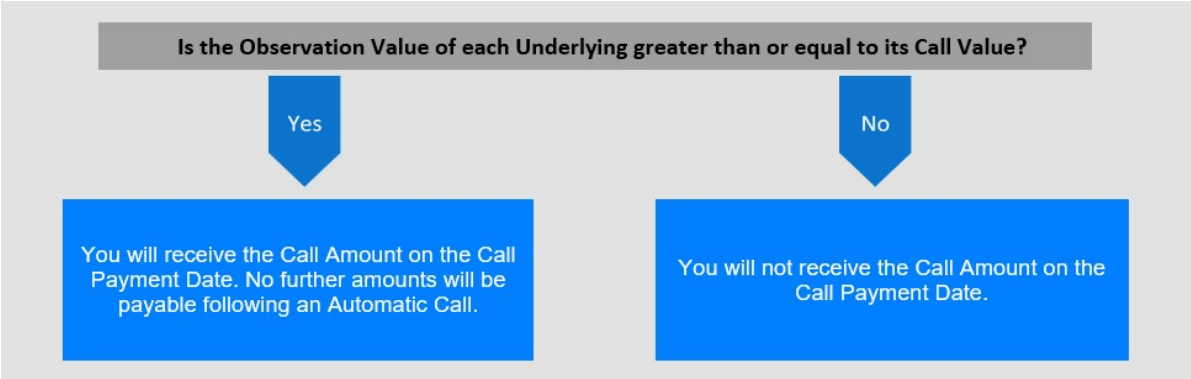 Is the Observation Value of each Underlying greater than or equal to its Call Value?
Yes
No
You will receive the Call Amount on the Call
Payment Date. No further amounts will be
payable following an Automatic Call.
You will not receive the Call Amount on the
Call Payment Date.